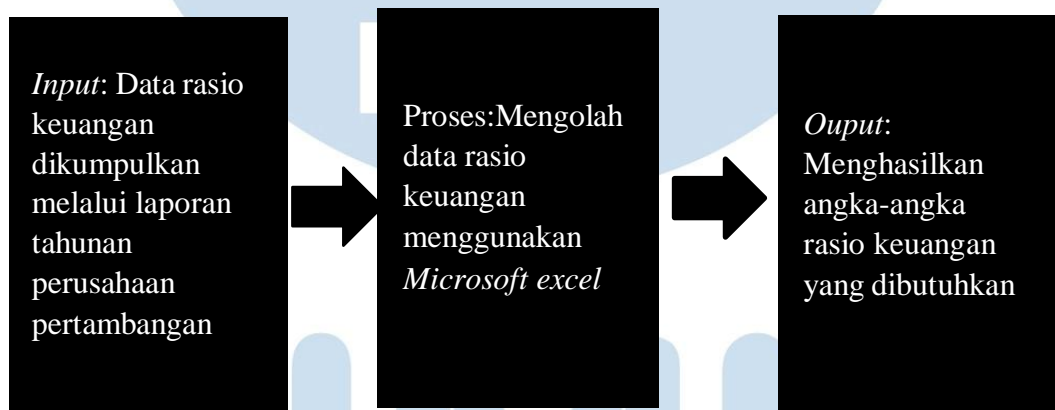 Input: Data rasio
keuangan
dikumpulkan
melalui laporan
tahunan
perusahaan
pertambangan
Proses:Mengolah
data rasio
keuangan
menggunakan
Microsoft excel
Ouput:
Menghasilkan
angka-angka
rasio keuangan
yang dibutuhkan